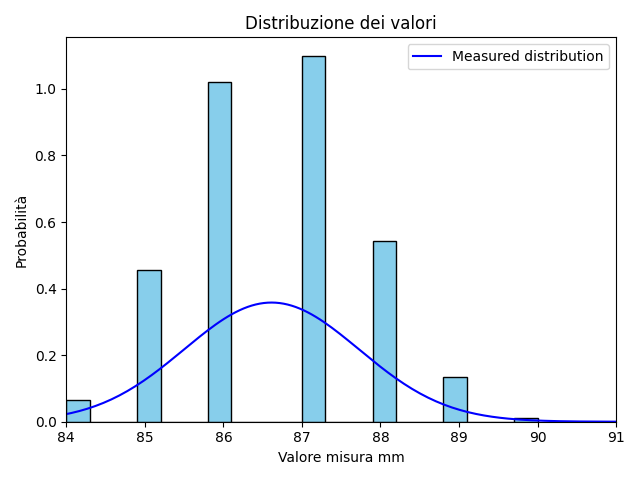 Distribuzione dei valori
Measured distribution
Probabilità
1.0
0.8
0.6
0.4
0.2
0.0
84 85 86 87 88 89 90 91
Valore misura mm